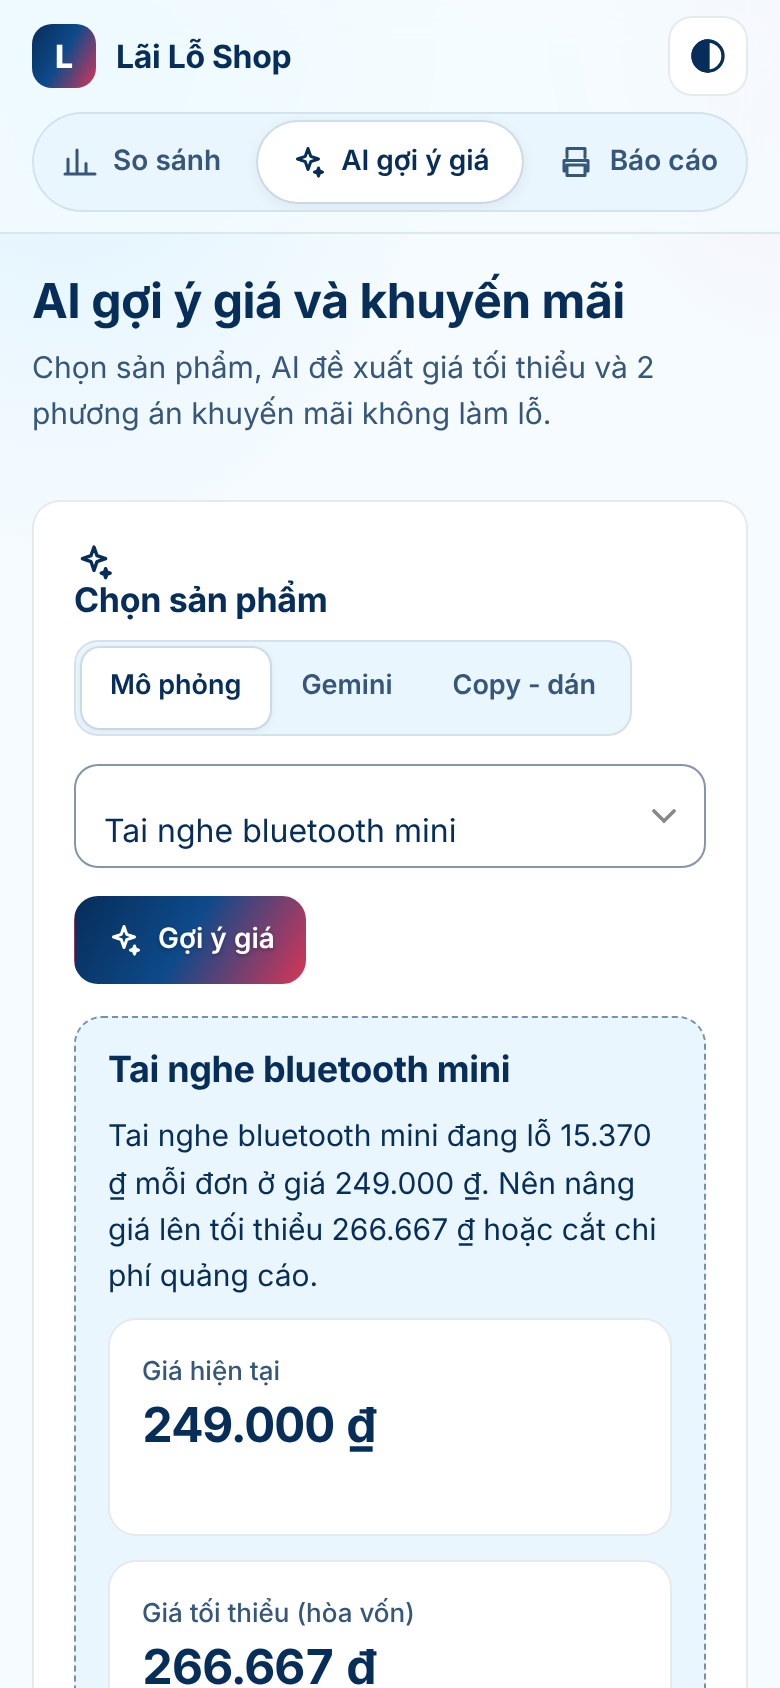 L
Lãi Lỗ Shop
So sánh
AI gợi ý giá
Báo cáo
AI gợi ý giá và khuyến mãi
Chọn sản phẩm, AI đề xuất giá tối thiểu và 2
phương án khuyến mãi không làm lỗ.
Chọn sản phẩm
Mô phỏng
Gemini
Copy - dán
Tai nghe bluetooth mini
Gợi ý giá
Tai nghe bluetooth mini
Tai nghe bluetooth mini đang lỗ 15.370
₫ mỗi đơn ở giá 249.000 ₫. Nên nâng
giá lên tối thiểu 266.667 ₫ hoặc cắt chi
phí quảng cáo.
Giá hiện tại
249.000 ₫
Giá tối thiểu (hòa vốn)
266.667 ₫